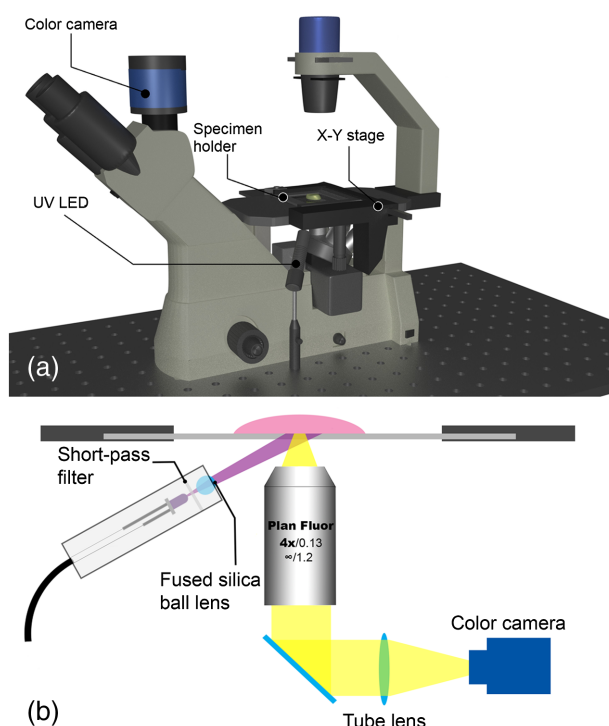 Color camera
Specimen
holder
X-Y stage
UV LED
(a)
Short-pass
filter
Plan Fluor
4x/0.13
∞/1.2
Fused silica
ball lens
Color camera
Tube lens
(b)